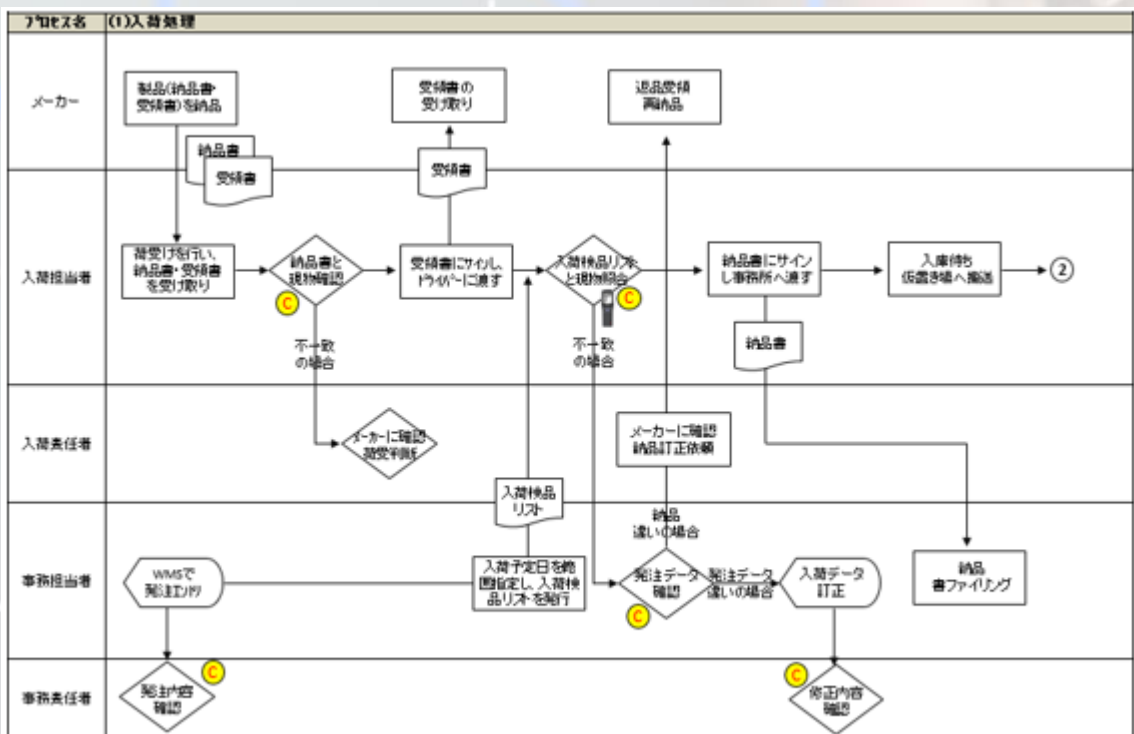 プロセス名
(1)入荷処理
メーカー
製品(納品書・
受領書)を納品
受領書の
受け取り
返品受領
再納品
納品書
受領書
受領書
入荷担当者
荷受けを行い、
納品書・受領書
を受け取り
納品書と
現物確認
C
受領書にサインし、
ドライバーに渡す
入荷検品リスト
と現物照合
C
納品書にサイン
し事務所へ渡す
入庫待ち
仮置き場へ搬送
2
不一致
の場合
不一致
の場合
納品書
入荷責任者
メーカーに確認
荷受判断
メーカーに確認
納品訂正依頼
入荷検品
リスト
納品
違いの場合
事務担当者
WMSで
発注エントリ
入荷予定日を範
囲指定し、入荷検
品リストを発行
発注データ
確認
C
発注データ
違いの場合
入荷データ
訂正
納品
書ファイリング
事務責任者
発注内容
確認
C
修正内容
確認
C